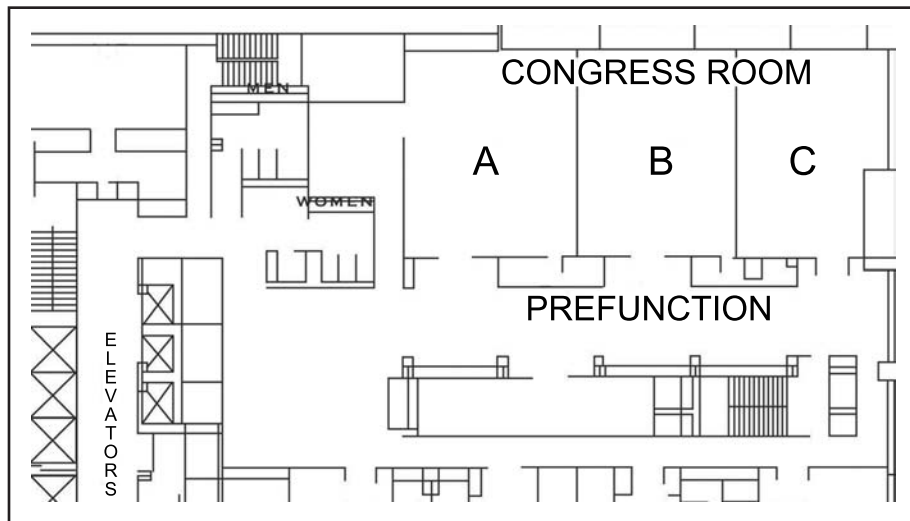 CONGRESS ROOM
MEN
A B C
WOMEN
PREFUNCTION
ELEVATORS